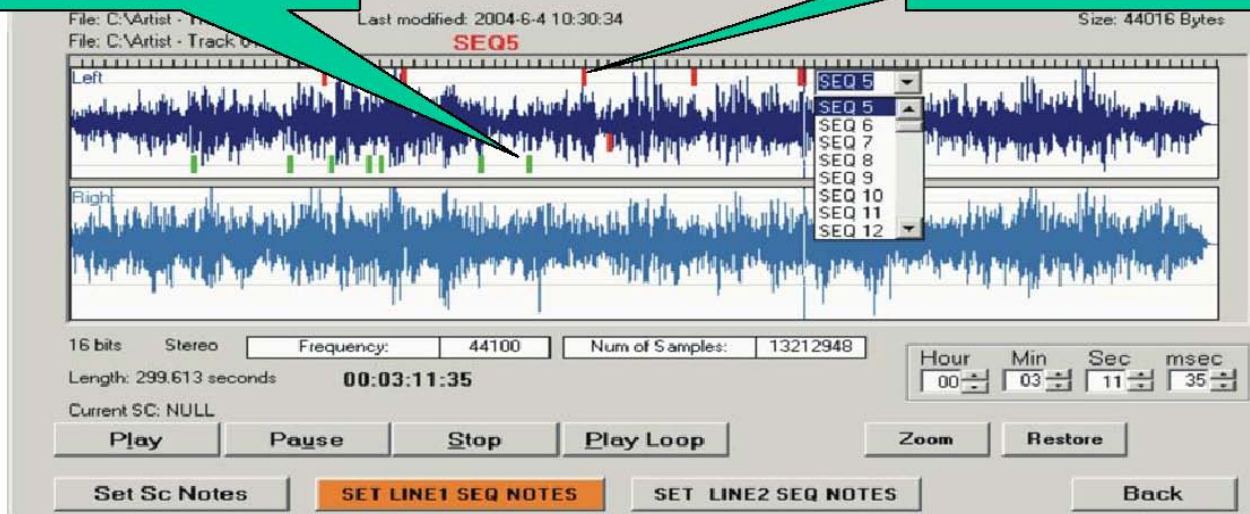 File: C:\Artist - Last modified: 2004-6-4 10:30:34 Size: 44016 Bytes
File: C:\Artist - Track
SEQ5
Left
SEQ 5
SEQ 5
SEQ 6
SEQ 7
SEQ 8
SEQ 9
SEQ 10
SEQ 11
SEQ 12
Right
16 bits Stereo Frequency: 44100 Num of Samples: 13212948
Hour Min Sec msec
Length: 299.613 seconds 00:03:11:35 00 03 11 35
Current SC: NULL
Play Pause Stop Play Loop Zoom Restore
Set Sc Notes SET LINE1 SEQ NOTES SET LINE2 SEQ NOTES Back